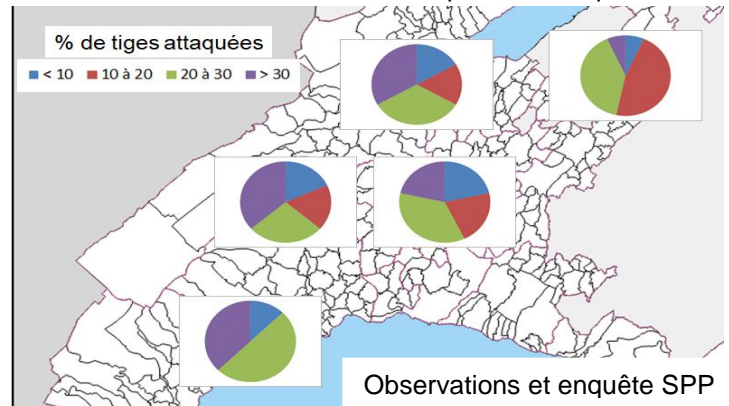 % de tiges attaquées
< 10 10 à 20 20 à 30 > 30
Observations et enquête SPP